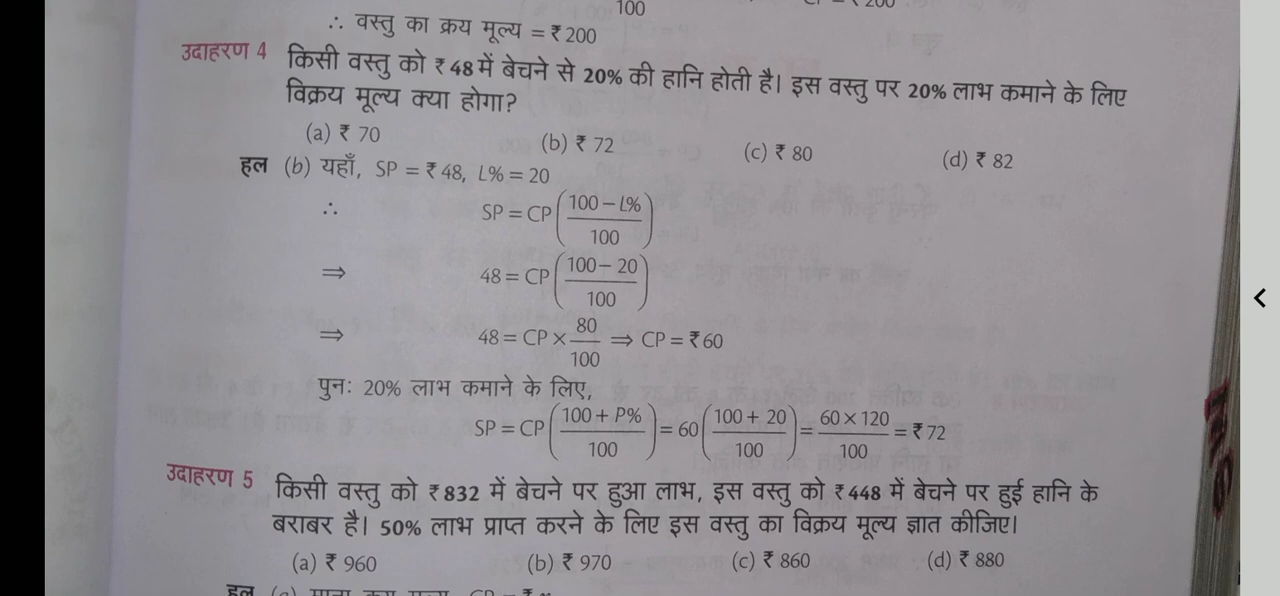 100
∴ वस्तु का क्रय मूल्य = ₹ 200
उदाहरण 4 किसी वस्तु को ₹ 48 में बेचने से 20% की हानि होती है। इस वस्तु पर 20% लाभ कमाने के लिए
विक्रय मूल्य क्या होगा?
(a) ₹ 70 (b) ₹ 72 (c) ₹ 80 (d) ₹ 82
हल (b) यहाँ, SP = ₹ 48, L% = 20
∴ SP = CP((100 – L%)/100)
⇒ 48 = CP((100 – 20)/100)
⇒ 48 = CP × 80/100 ⇒ CP = ₹ 60
पुनः 20% लाभ कमाने के लिए,
SP = CP((100 + P%)/100) = 60((100 + 20)/100) = (60 × 120)/100 = ₹ 72
उदाहरण 5 किसी वस्तु को ₹ 832 में बेचने पर हुआ लाभ, इस वस्तु को ₹ 448 में बेचने पर हुई हानि के
बराबर है। 50% लाभ प्राप्त करने के लिए इस वस्तु का विक्रय मूल्य ज्ञात कीजिए।
(a) ₹ 960 (b) ₹ 970 (c) ₹ 860 (d) ₹ 880